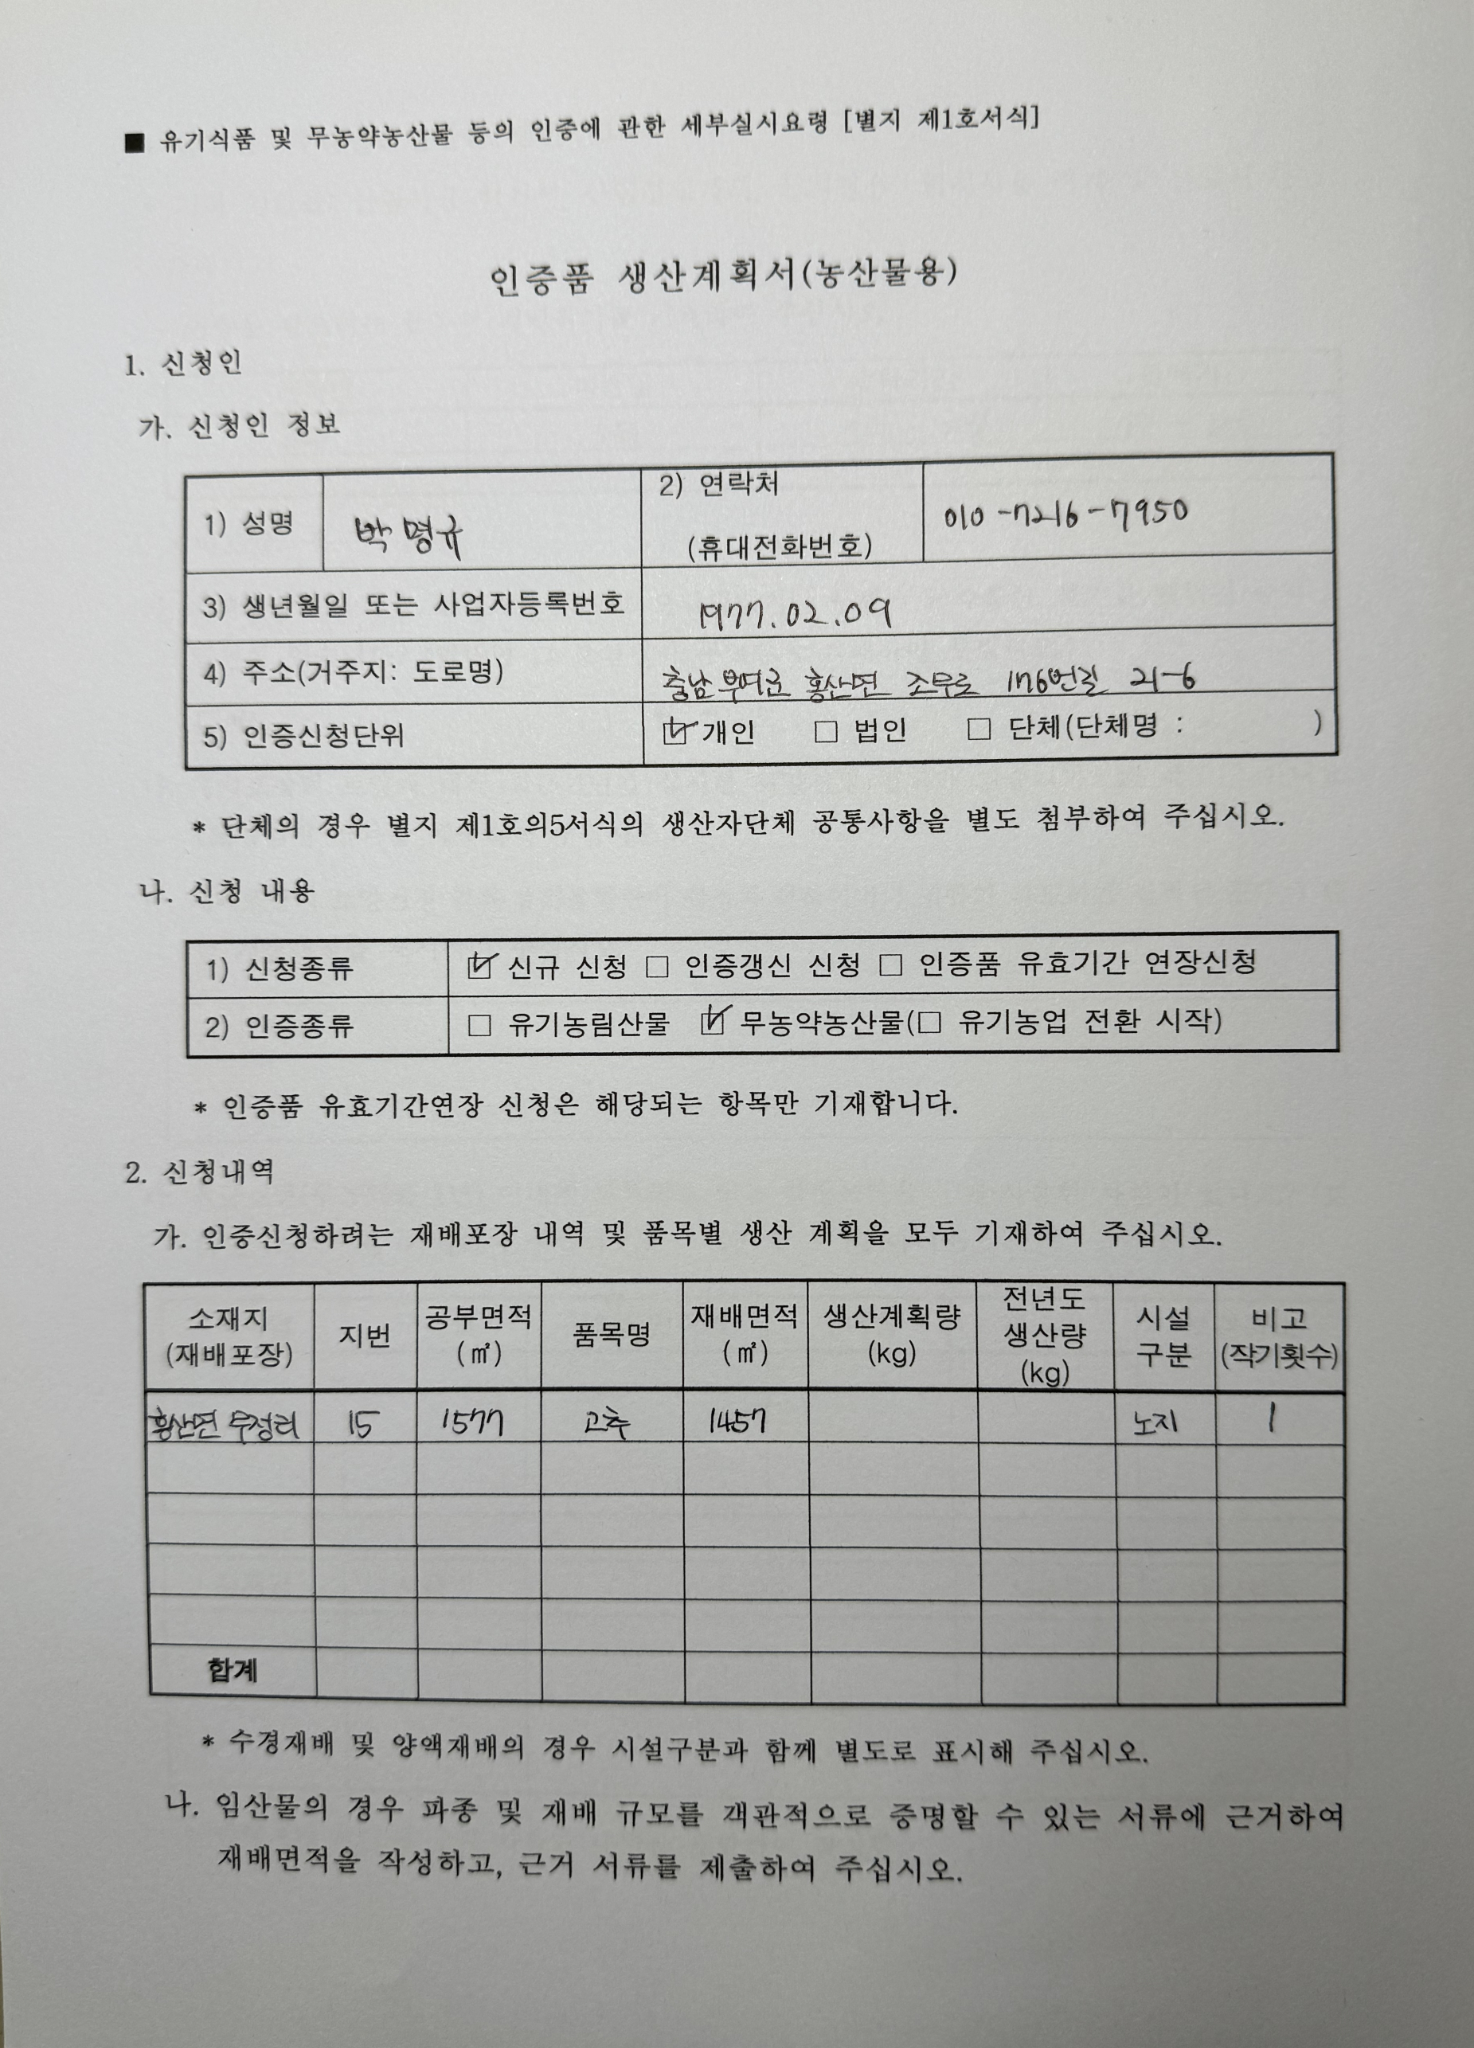 ■ 유기식품 및 무농약농산물 등의 인증에 관한 세부실시요령 [별지 제1호서식]
인증품 생산계획서(농산물용)
1. 신청인
가. 신청인 정보
1) 성명 박명규 2) 연락처 (휴대전화번호) 010-7216-7950
3) 생년월일 또는 사업자등록번호 1977.02.09
4) 주소(거주지: 도로명) 충남 부여군 홍산면 조무로 176번길 21-6
5) 인증신청단위 ☑ 개인 □ 법인 □ 단체(단체명 : )
* 단체의 경우 별지 제1호의5서식의 생산자단체 공통사항을 별도 첨부하여 주십시오.
나. 신청 내용
1) 신청종류 ☑ 신규 신청 □ 인증갱신 신청 □ 인증품 유효기간 연장신청
2) 인증종류 □ 유기농림산물 ☑ 무농약농산물(□ 유기농업 전환 시작)
* 인증품 유효기간연장 신청은 해당되는 항목만 기재합니다.
2. 신청내역
가. 인증신청하려는 재배포장 내역 및 품목별 생산 계획을 모두 기재하여 주십시오.
소재지 (재배포장) 지번 공부면적 (㎡) 품목명 재배면적 (㎡) 생산계획량 (kg) 전년도 생산량 (kg) 시설 구분 비고 (작기횟수)
홍산면 무정리 15 1577 고추 1457 노지 1
합계
* 수경재배 및 양액재배의 경우 시설구분과 함께 별도로 표시해 주십시오.
나. 임산물의 경우 파종 및 재배 규모를 객관적으로 증명할 수 있는 서류에 근거하여
재배면적을 작성하고, 근거 서류를 제출하여 주십시오.